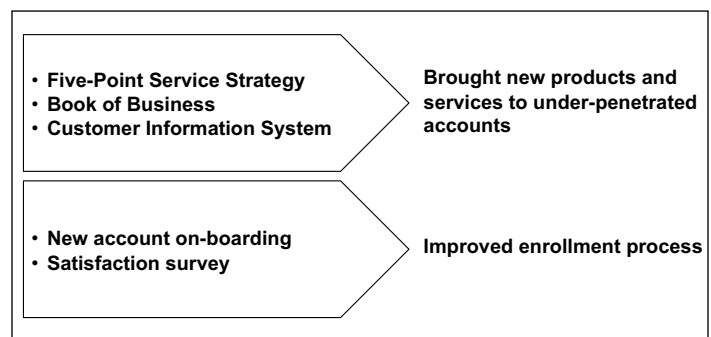 • Five-Point Service Strategy
• Book of Business
• Customer Information System
Brought new products and
services to under-penetrated
accounts
• New account on-boarding
• Satisfaction survey
Improved enrollment process